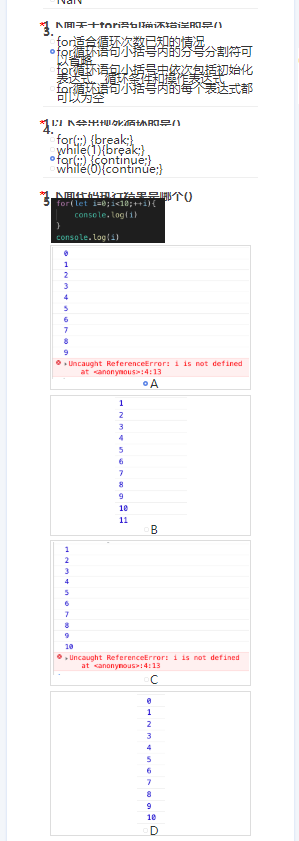 NaN
*1
3.
下面关于for语句描述错误的是()
for适合循环次数已知的情况
for循环语句小括号内的分号分割符可
以省略
for循环语句小括号中依次包括初始化
表达式、循环条件和操作表达式
for循环语句小括号内的每个表达式都
可以为空
*1
4.
以下会出现死循环的是()
for(;;) {break;}
while(1){break;}
for(;;) {continue;}
while(0){continue;}
*1
5
下面代码执行结果是哪个()
for(let i=0;i<10;++i){
console.log(i)
}
console.log(i)
0
1
2
3
4
5
6
7
8
9
Uncaught ReferenceError: i is not defined
at <anonymous>:4:13
A
1
2
3
4
5
6
7
8
9
10
11
B
1
2
3
4
5
6
7
8
9
10
Uncaught ReferenceError: i is not defined
at <anonymous>:4:13
C
0
1
2
3
4
5
6
7
8
9
10
D